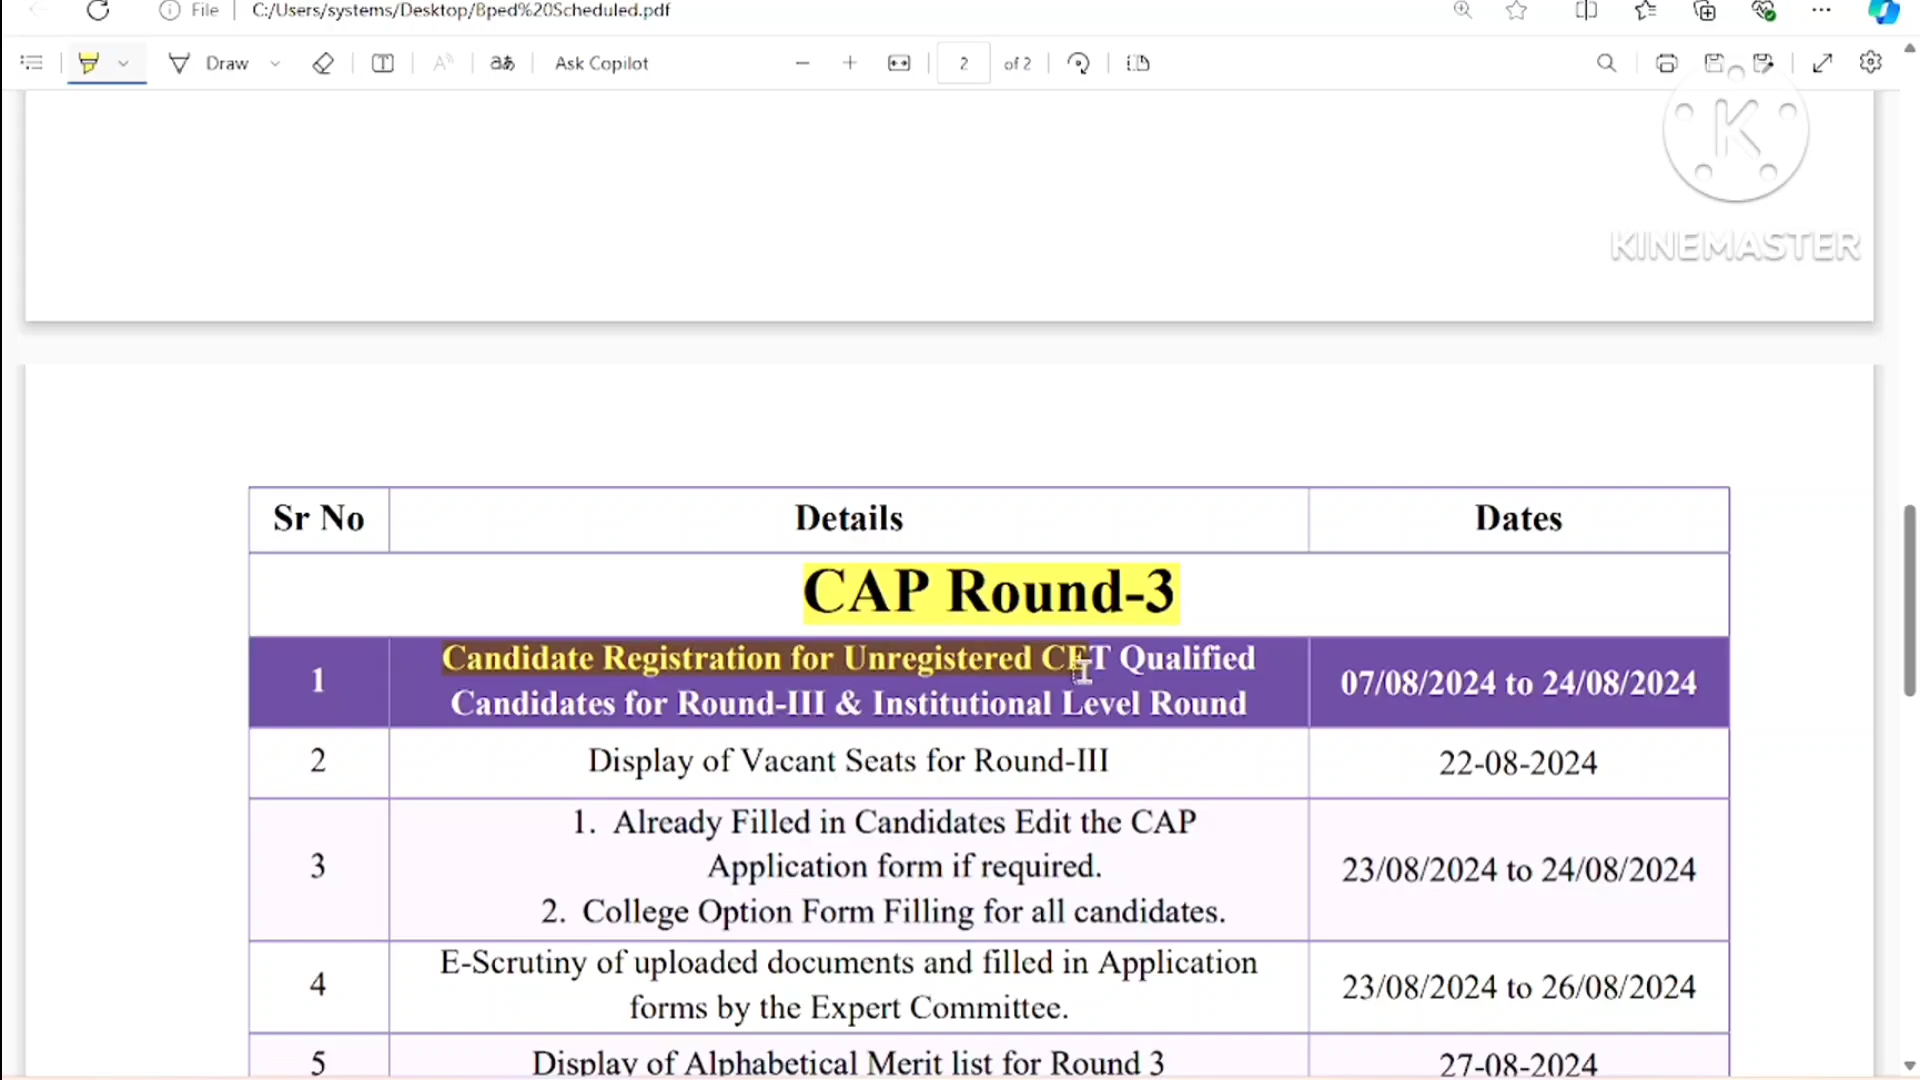 File C:/Users/systems/Desktop/Bped%20Scheduled.pdf
Draw Ask Copilot 2 of 2
K
KINEMASTER
Sr No Details Dates
CAP Round-3
1 Candidate Registration for Unregistered CET Qualified Candidates for Round-III & Institutional Level Round 07/08/2024 to 24/08/2024
2 Display of Vacant Seats for Round-III 22-08-2024
3 1. Already Filled in Candidates Edit the CAP
Application form if required.
2. College Option Form Filling for all candidates. 23/08/2024 to 24/08/2024
4 E-Scrutiny of uploaded documents and filled in Application
forms by the Expert Committee. 23/08/2024 to 26/08/2024
5 Display of Alphabetical Merit list for Round 3 27-08-2024